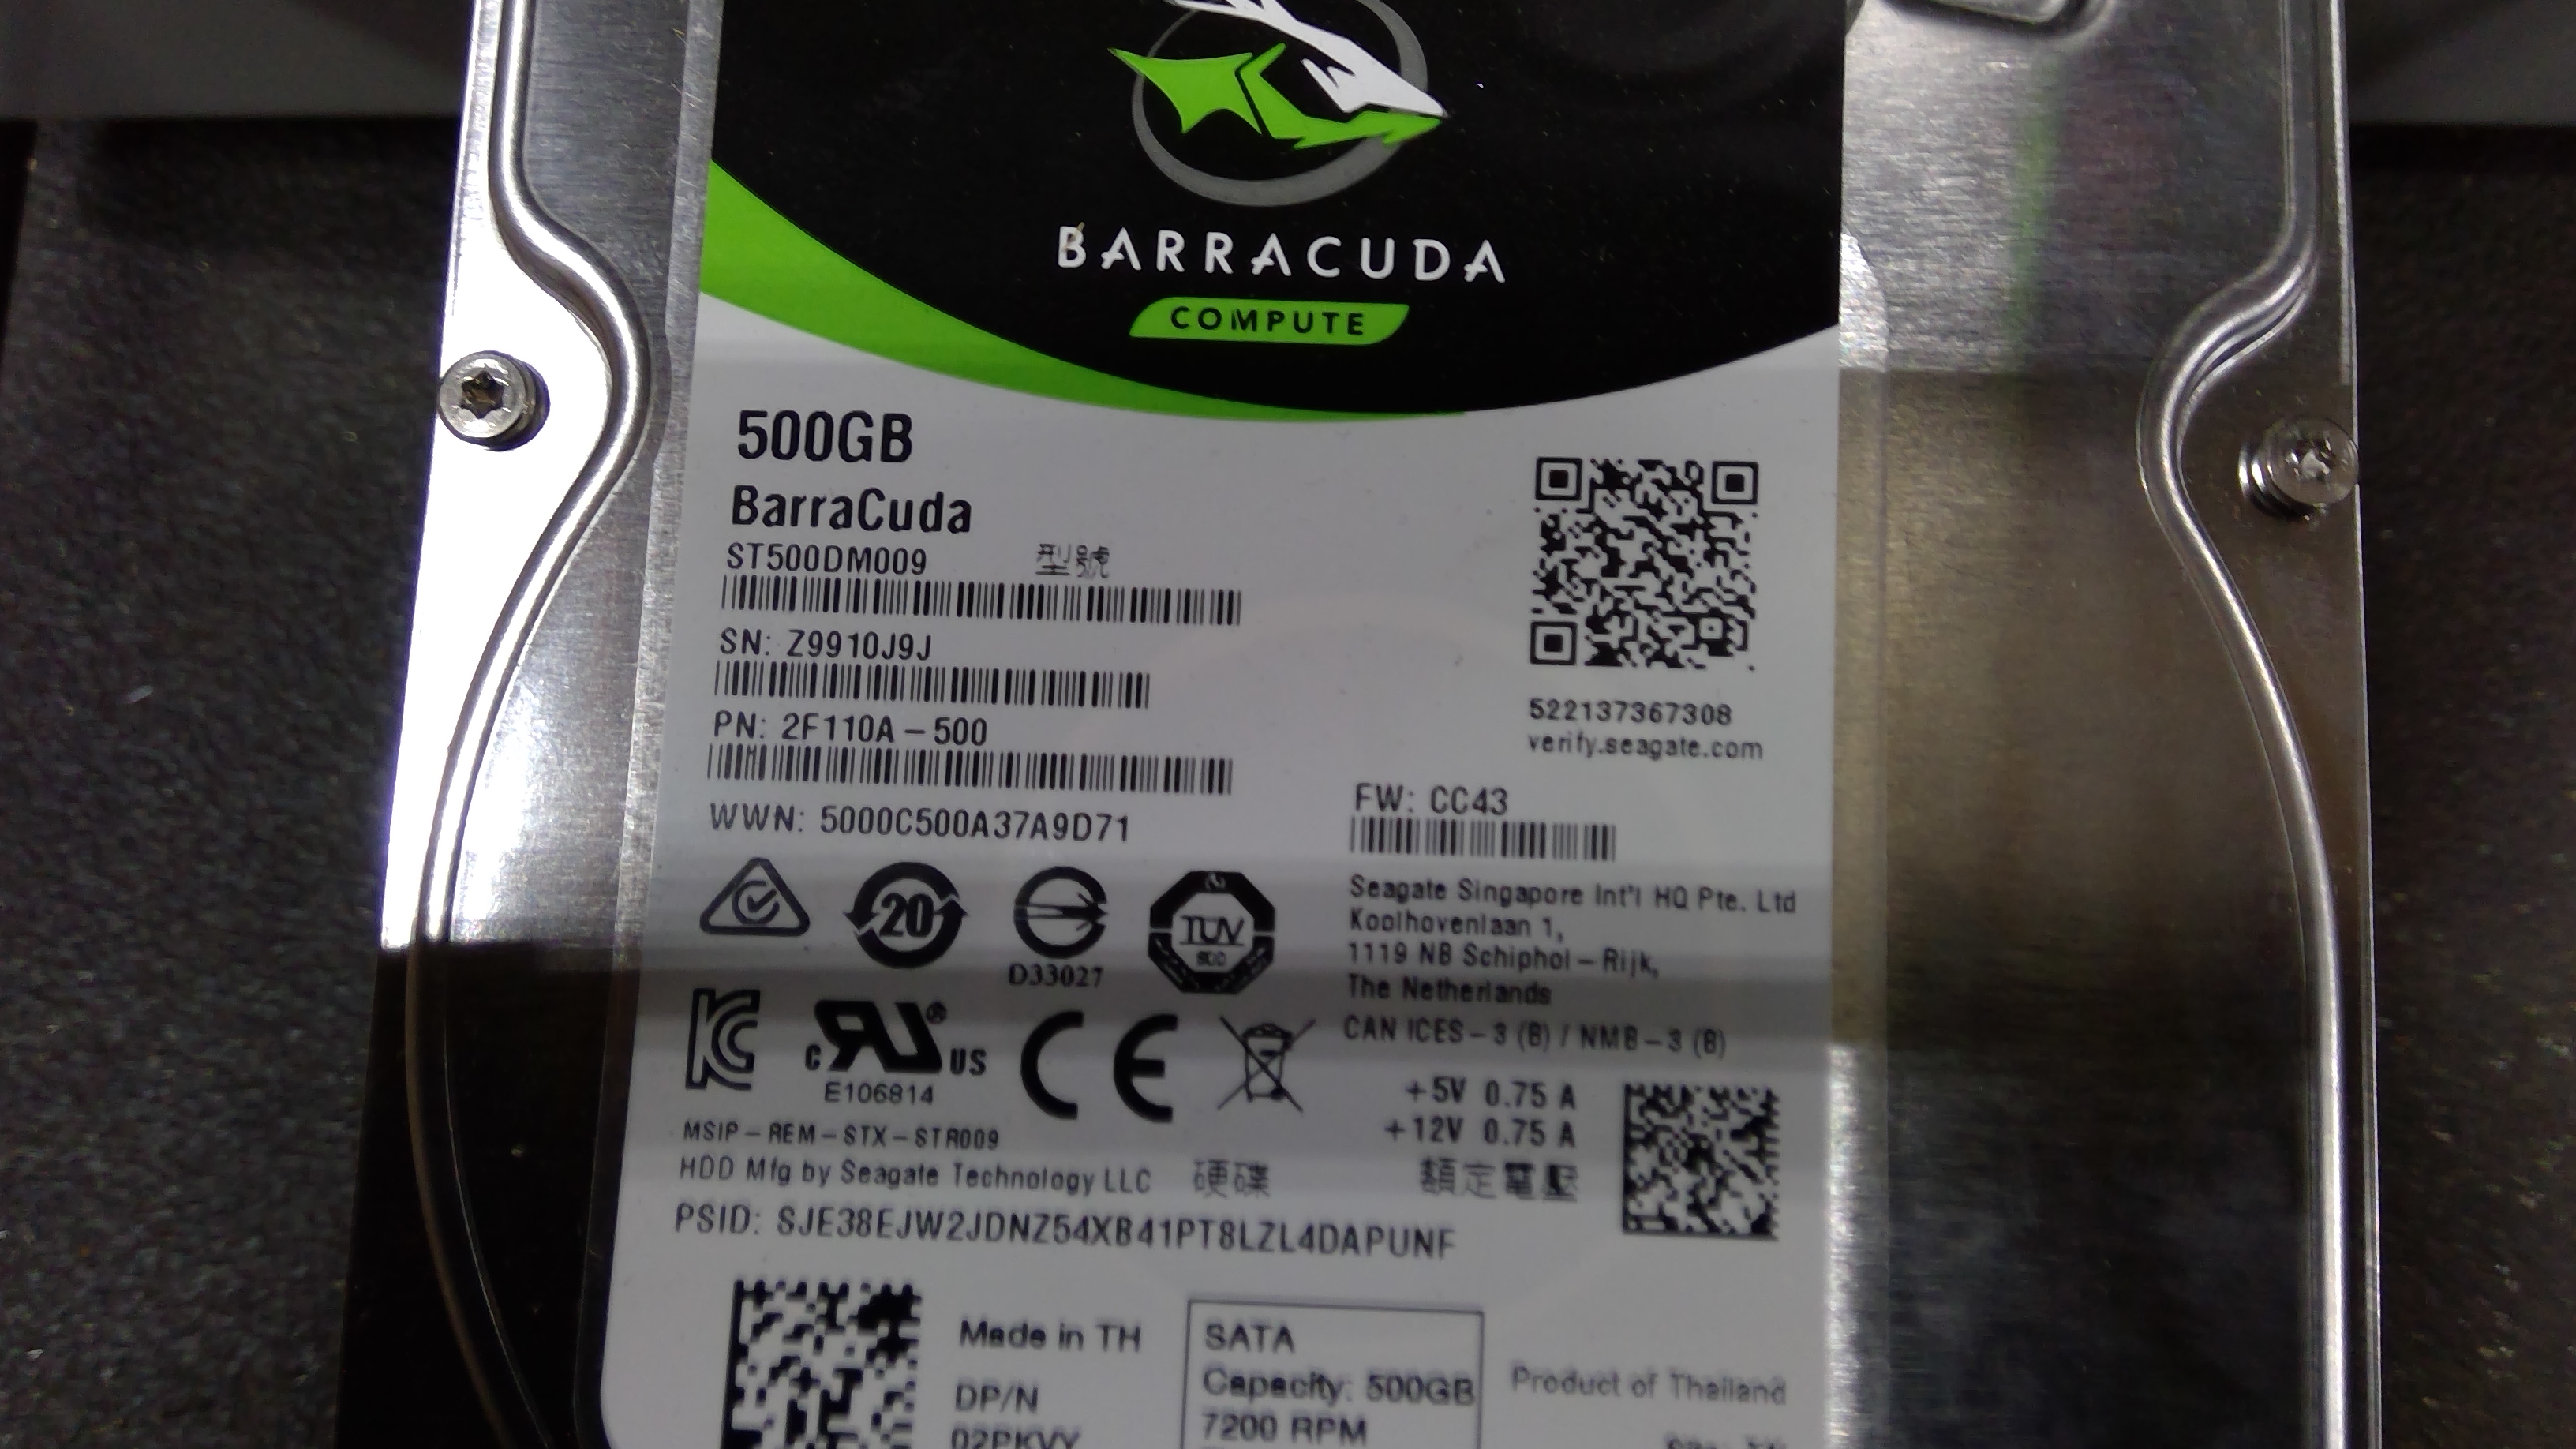 BARRACUDA
COMPUTE
500GB
BarraCuda
ST500DM009 型號
SN: Z9910J9J
PN: 2F110A-500
WWN: 5000C500A37A9D71
522137367308
verify.seagate.com
FW: CC43
Seagate Singapore Int'l HQ Pte. Ltd
Koolhovenlaan 1,
1119 NB Schiphol-Rijk,
The Netherlands
CAN ICES-3 (B) / NMB-3 (B)
20
D33027
TUV
SUD
c RU ® US
E106814
CE
+5V 0.75 A
+12V 0.75 A
額定電壓
MSIP-REM-STX-STR009
HDD Mfg by Seagate Technology LLC 硬碟
PSID: SJE38EJW2JDNZ54XB41PT8LZL4DAPUNF
Made in TH
DP/N
02PKVY
SATA
Capacity: 500GB
7200 RPM
Product of Thailand